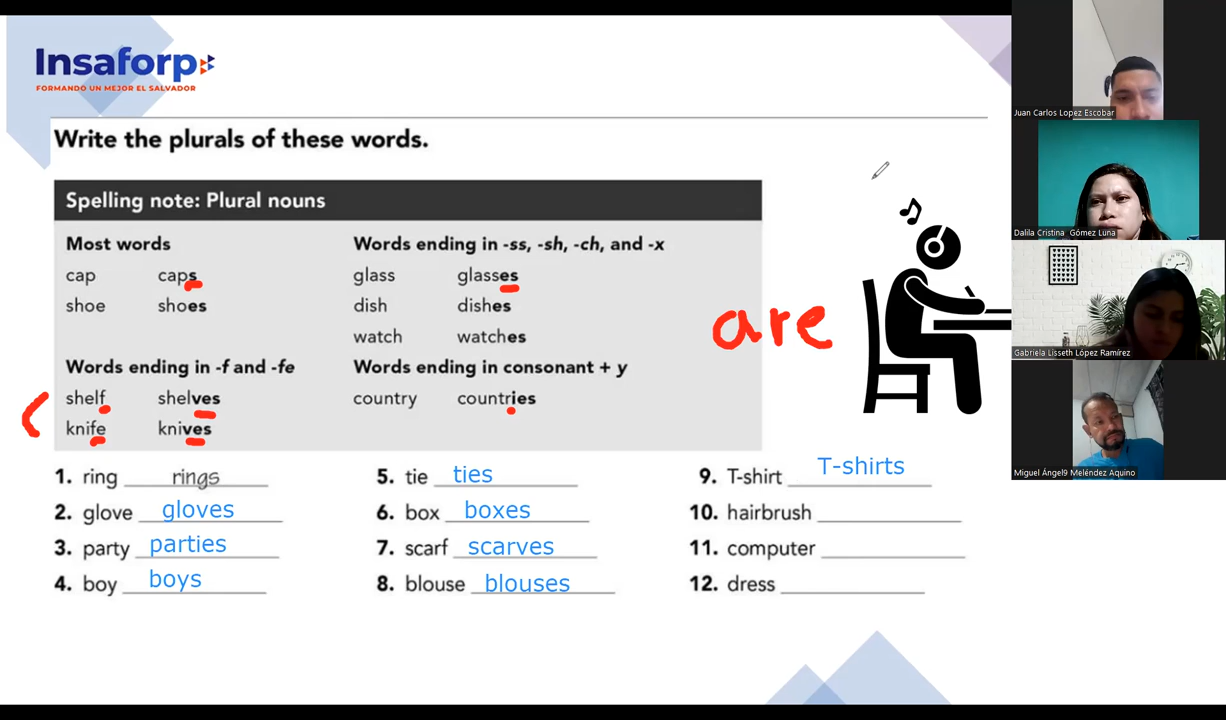 Insaforp
FORMANDO UN MEJOR EL SALVADOR
Write the plurals of these words.
Spelling note: Plural nouns
Most words
cap caps
shoe shoes
Words ending in -f and -fe
shelf shelves
knife knives
Words ending in -ss, -sh, -ch, and -x
glass glasses
dish dishes
watch watches
Words ending in consonant + y
country countries
are
1. ring rings
2. glove gloves
3. party parties
4. boy boys
5. tie ties
6. box boxes
7. scarf scarves
8. blouse blouses
9. T-shirt T-shirts
10. hairbrush
11. computer
12. dress
Juan Carlos Lopez Escobar
Dalila Cristina Gómez Luna
Gabriela Lisseth López Ramírez
Miguel Ángel9 Meléndez Aquino